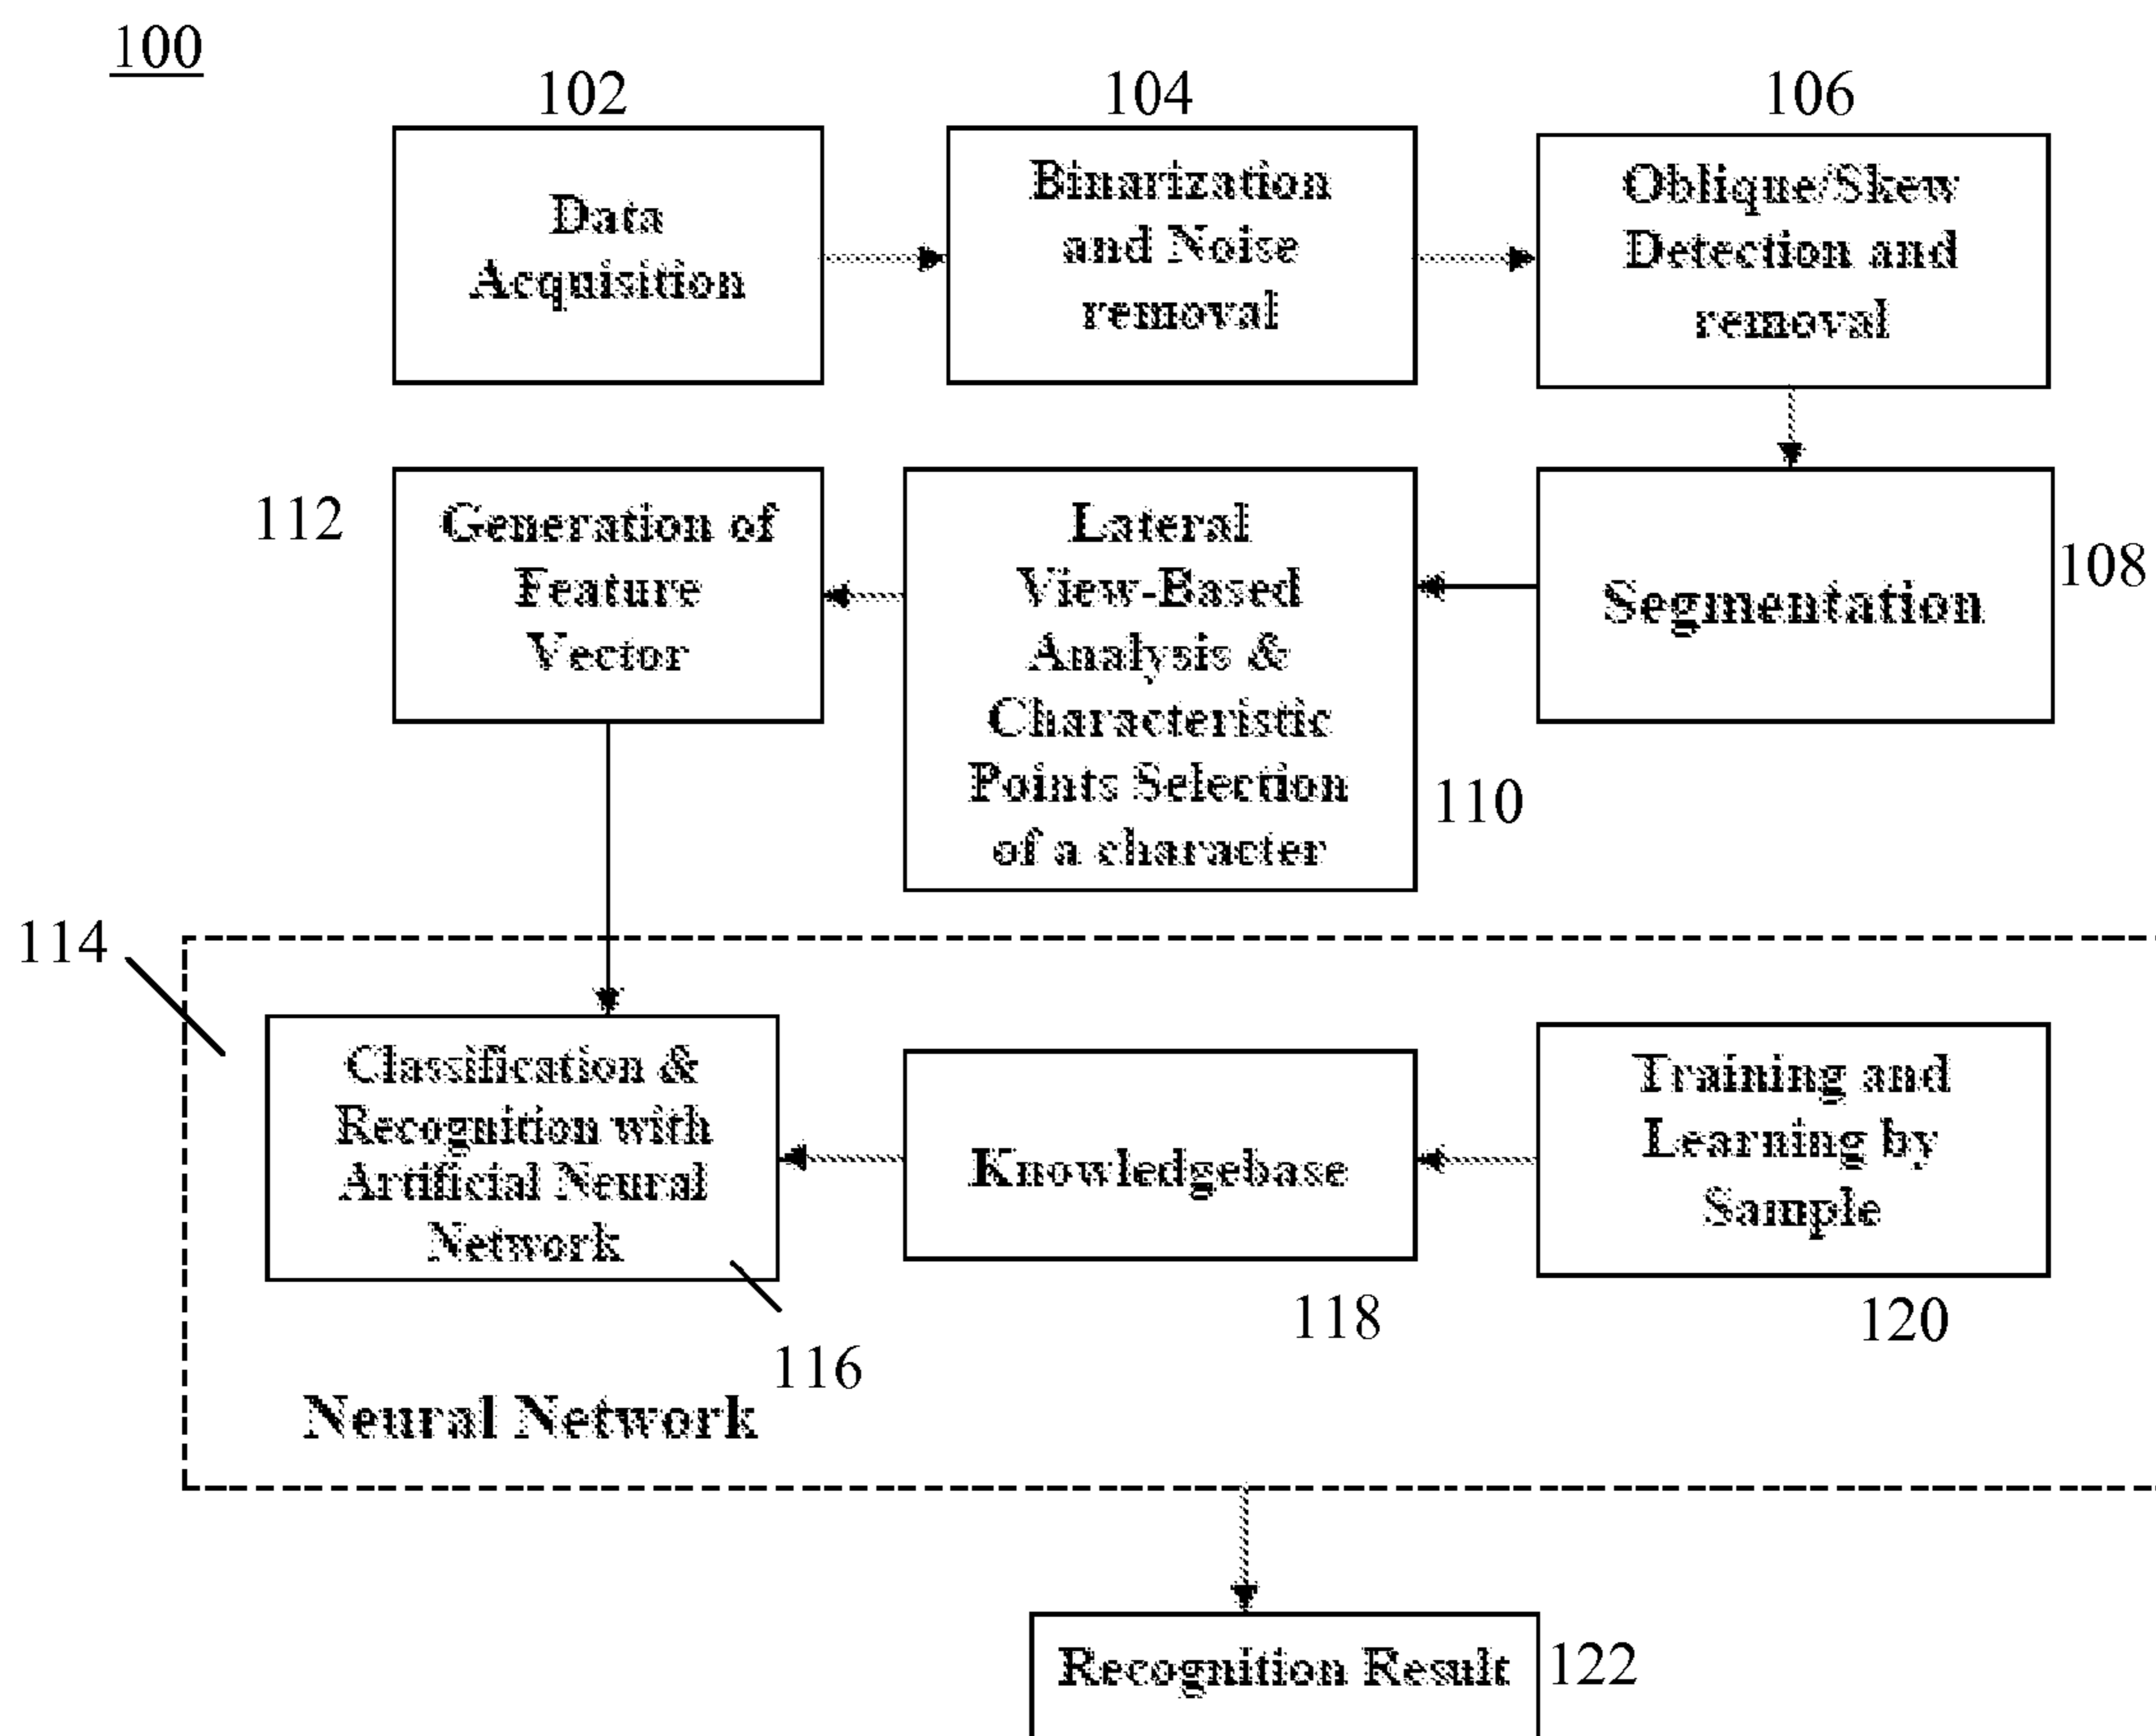 100
102
104
106
Data
Acquisition
Binarization
and Noise
removal
Oblique/Skew
Detection and
removal
112
Generation of
Feature
Vector
Lateral
View-Based
Analysis &
Characteristic
Points Selection
of a character
110
Segmentation
108
114
Classification &
Recognition with
Artificial Neural
Network
116
Knowledgebase
118
Training and
Learning by
Sample
120
Neural Network
Recognition Result
122